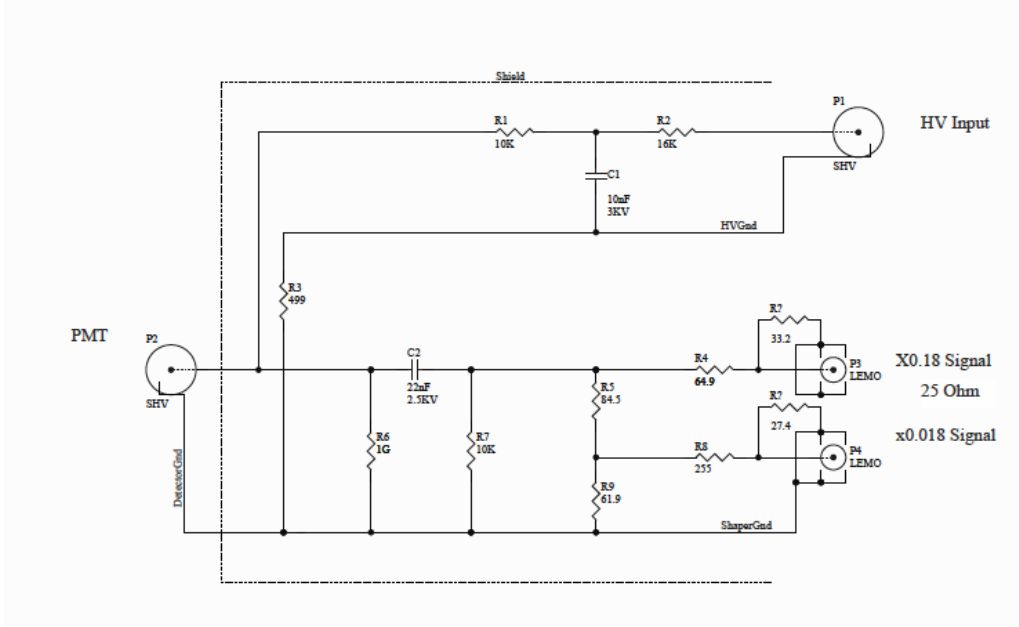 Shield
P1
HV Input
R1
10K
R2
16K
SHV
C1
10nF
3KV
HVGnd
R3
499
PMT
P2
SHV
DetectorGnd
C2
22nF
2.5KV
R6
1G
R7
10K
R5
84.5
R4
64.9
R?
33.2
P3
LEMO
X0.18 Signal
25 Ohm
R?
27.4
x0.018 Signal
R8
255
P4
LEMO
R9
61.9
ShaperGnd